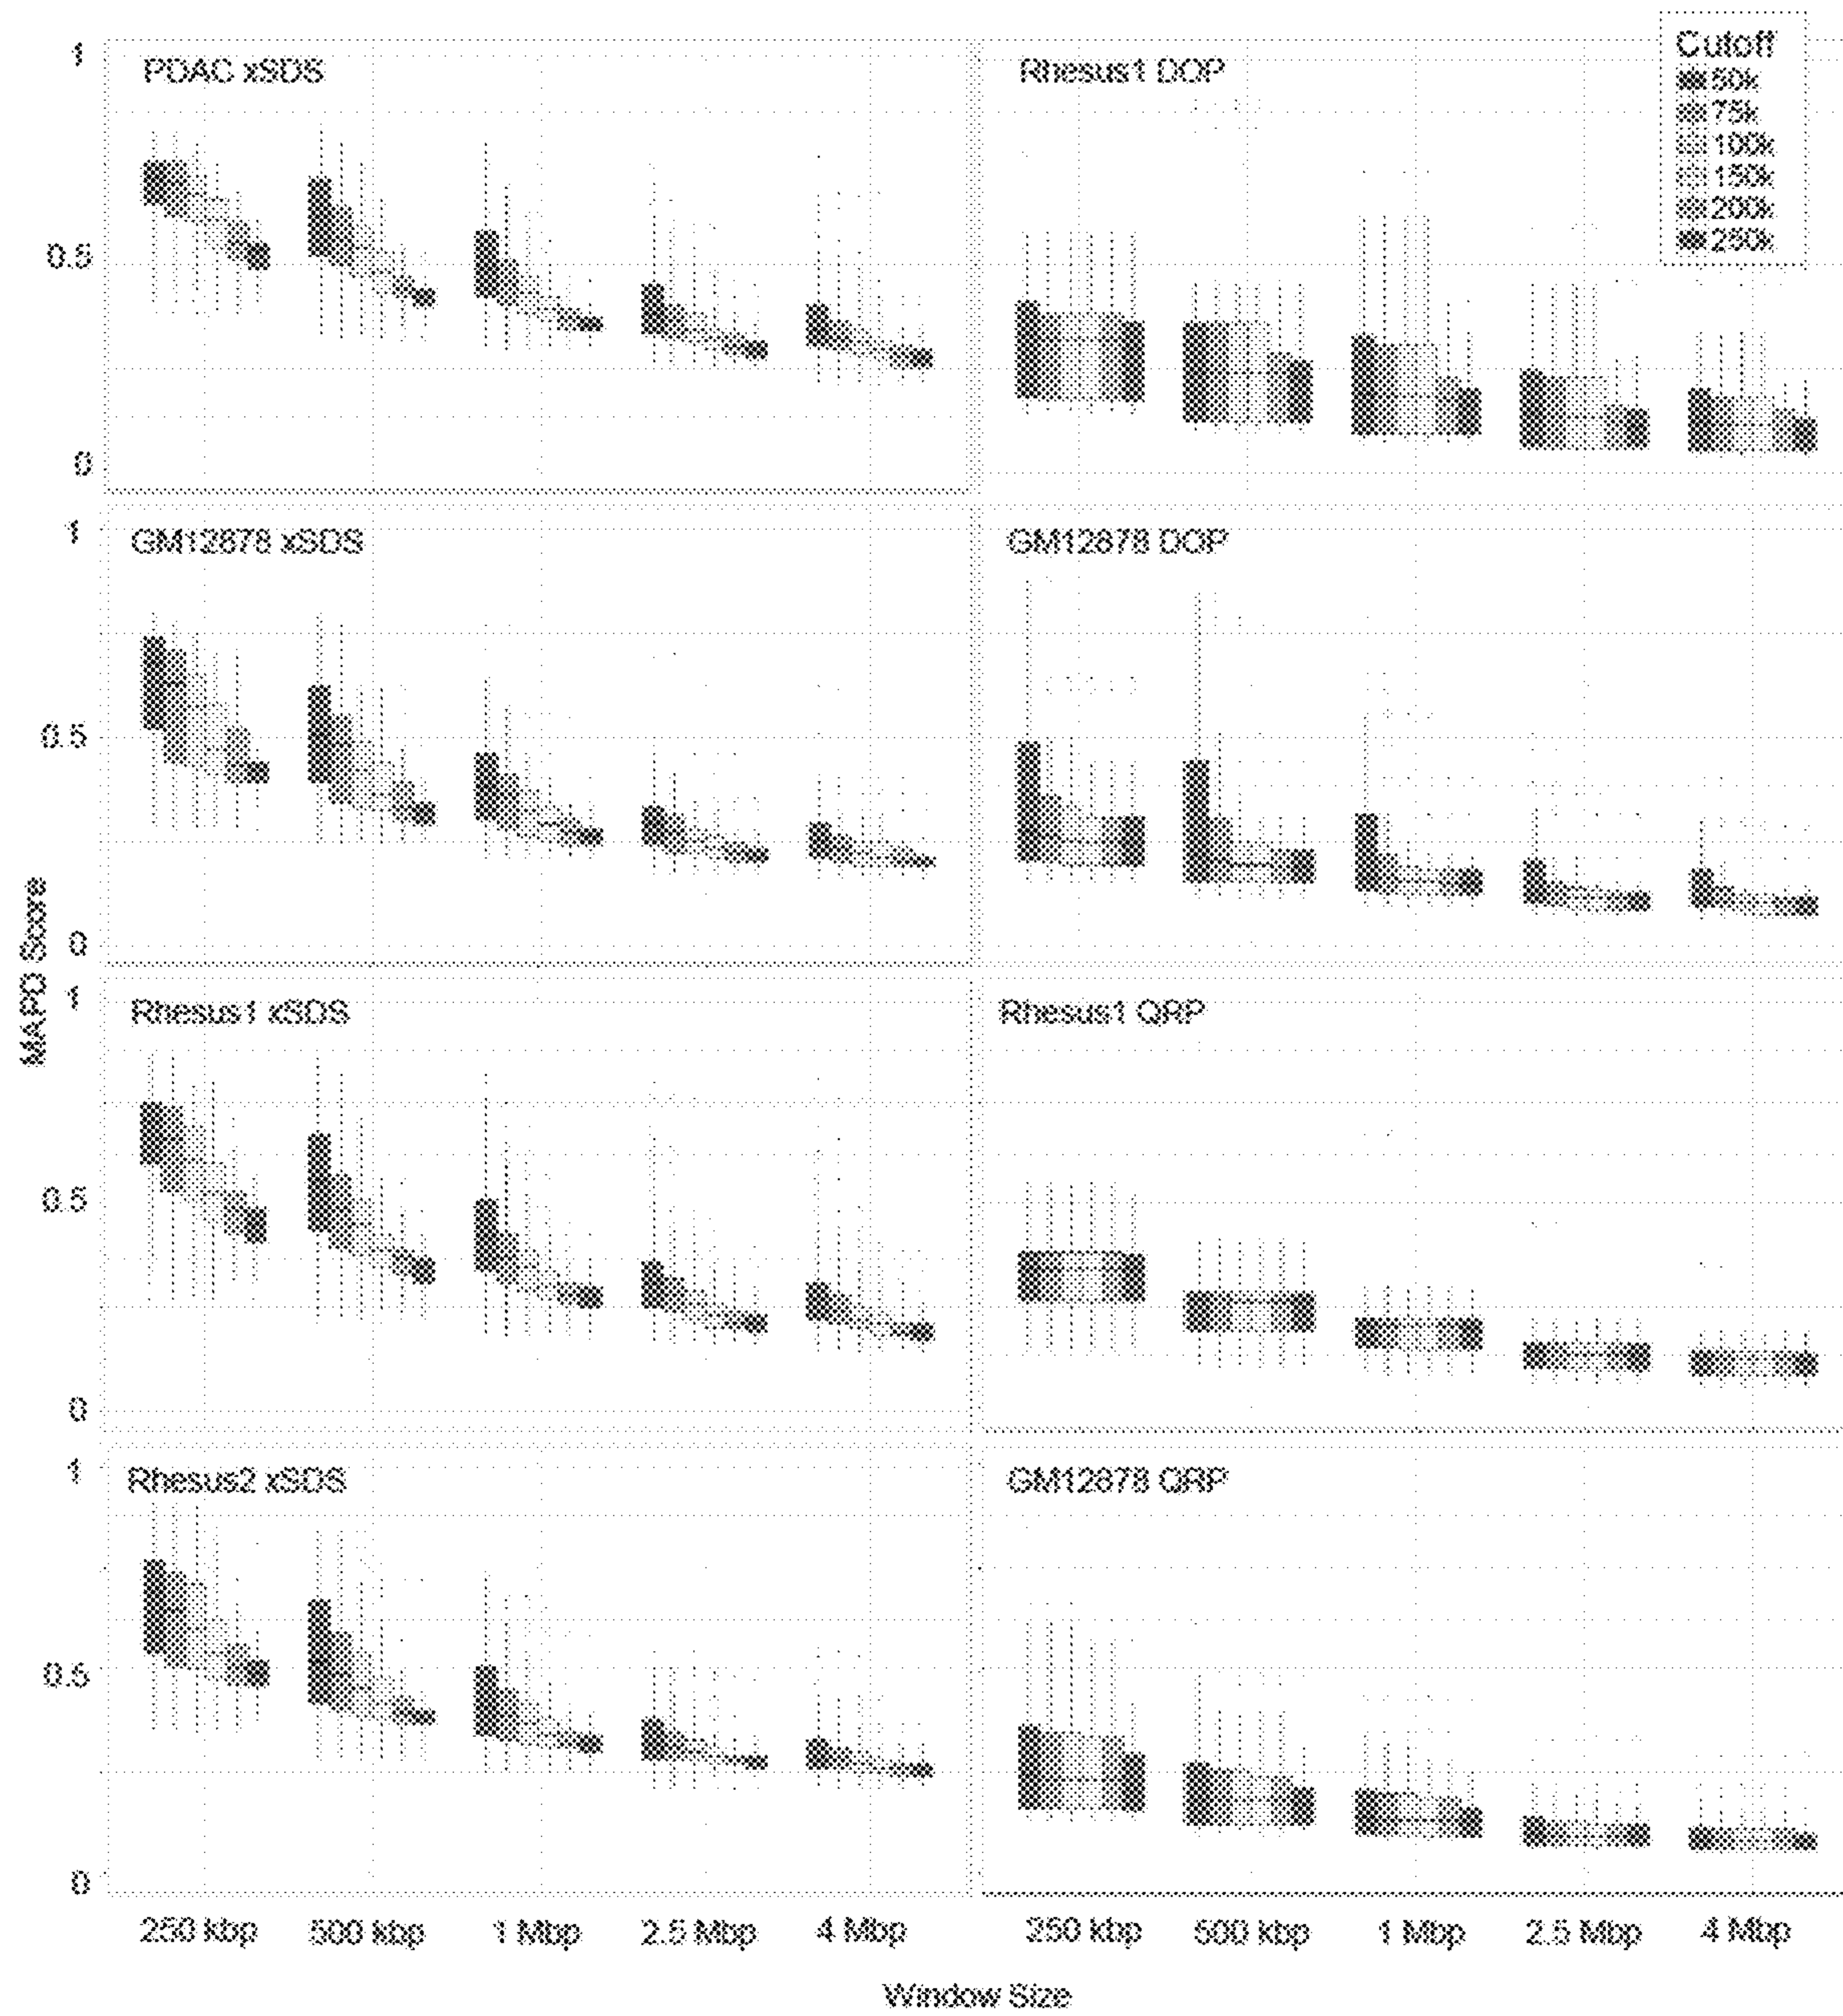 Cutoff
50k
75k
100k
150k
200k
250k
1
PDAC xSDS
Rhesus1 DOP
0.5
0
1
GM12878 xSDS
GM12878 DOP
0.5
0
MAPD Score
1
Rhesus1 xSDS
Rhesus1 QRP
0.5
0
1
Rhesus2 xSDS
GM12878 QRP
0.5
0
250 kbp 500 kbp 1 Mbp 2.5 Mbp 4 Mbp 250 kbp 500 kbp 1 Mbp 2.5 Mbp 4 Mbp
Window Size